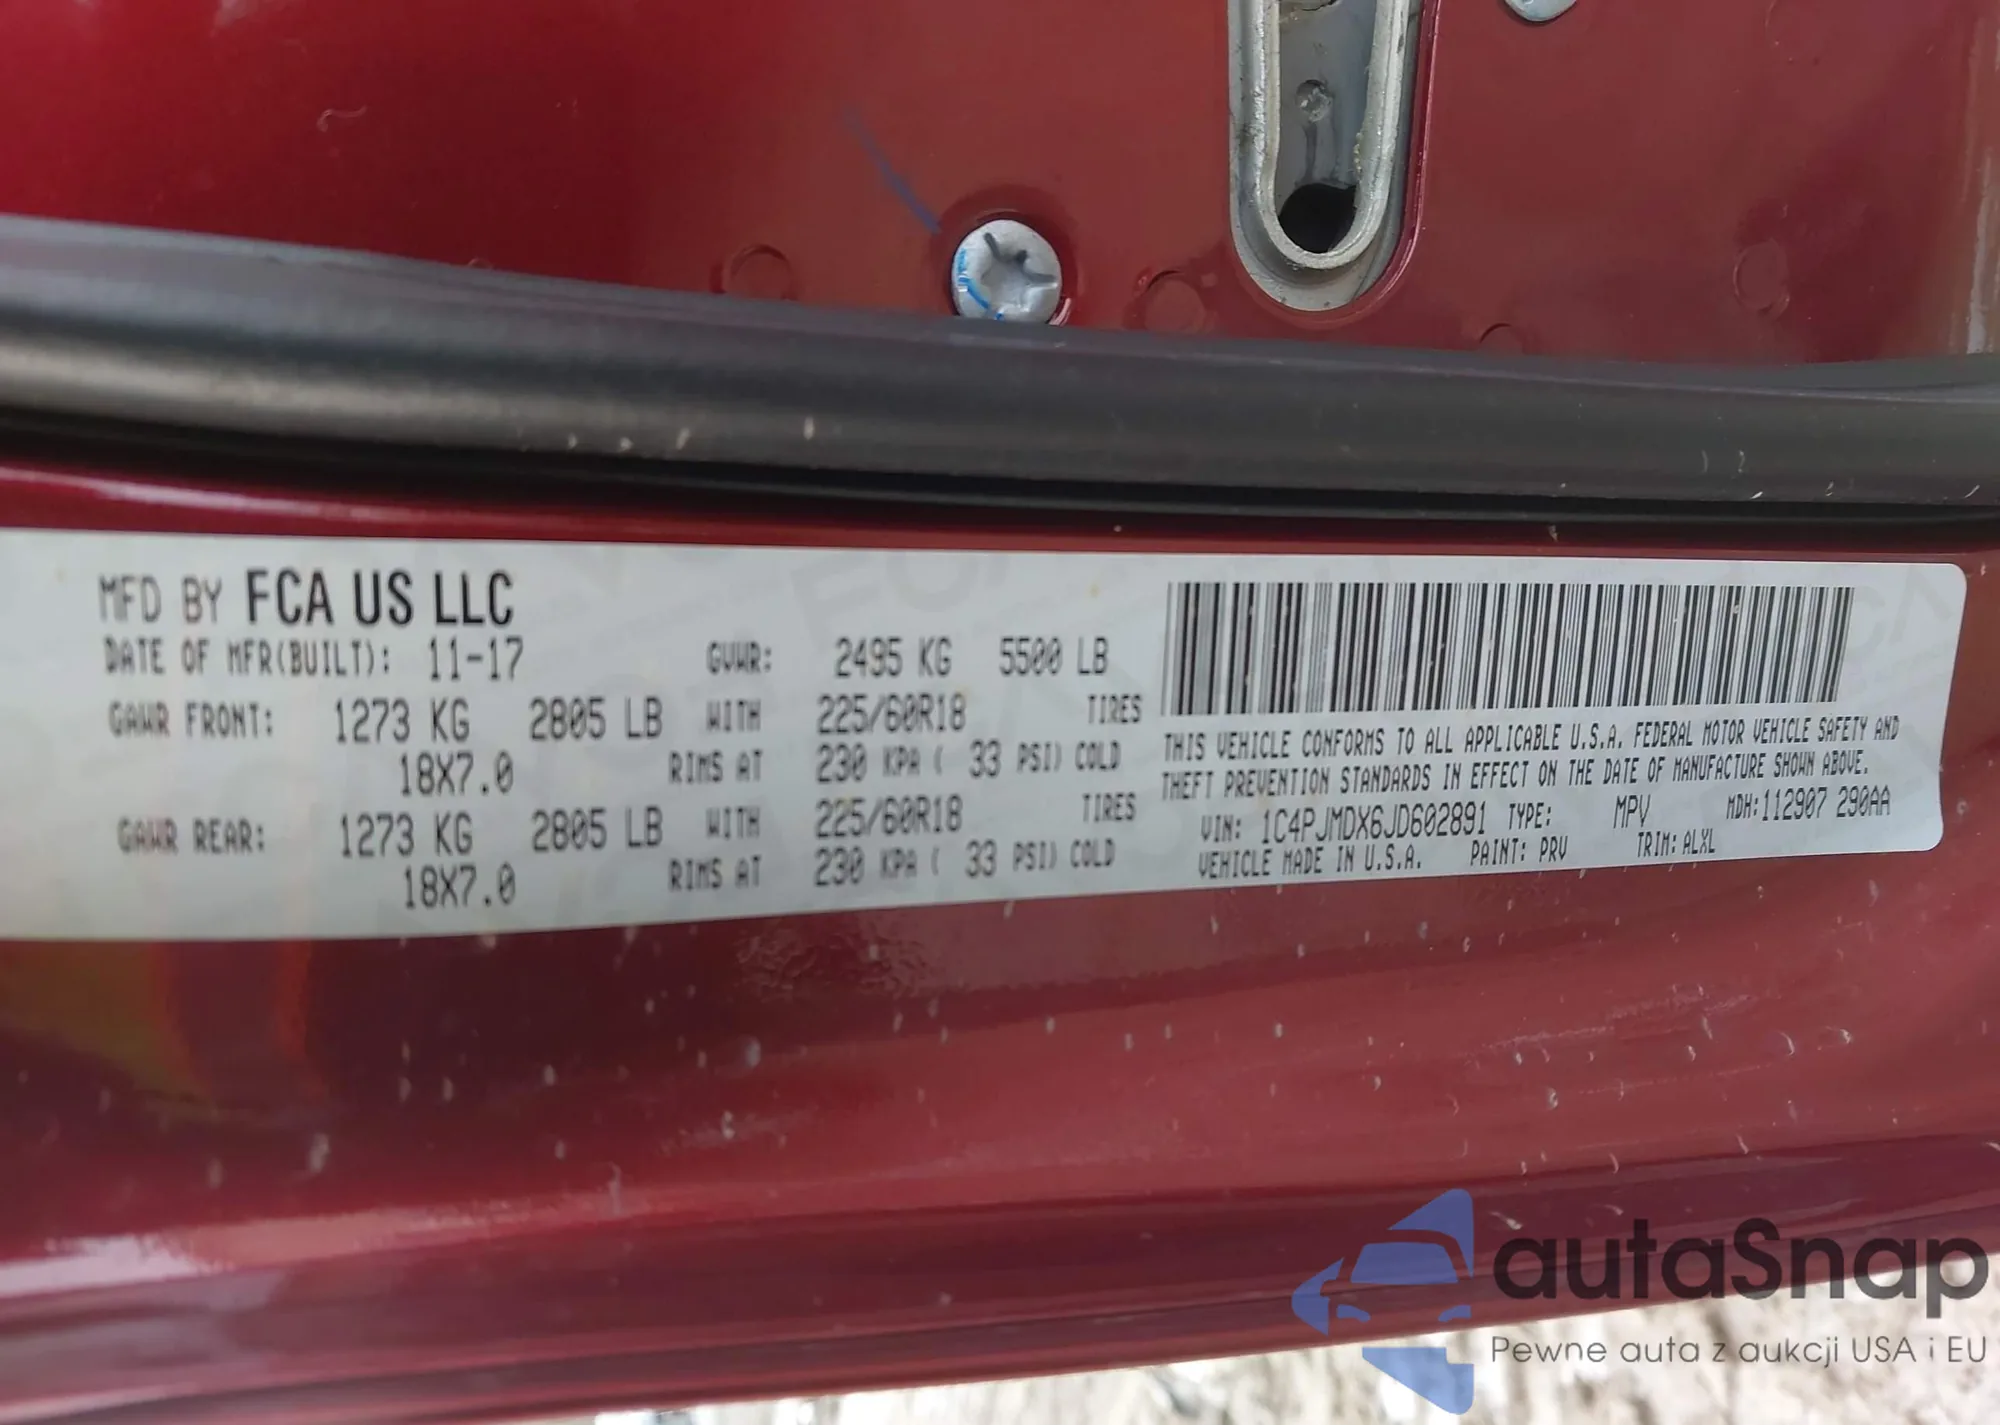 MFD BY FCA US LLC
DATE OF MFR(BUILT): 11-17 GVWR: 2495 KG 5500 LB
GAWR FRONT: 1273 KG 2805 LB WITH 225/60R18 TIRES
18X7.0 RIMS AT 230 KPA ( 33 PSI) COLD
GAWR REAR: 1273 KG 2805 LB WITH 225/60R18 TIRES
18X7.0 RIMS AT 230 KPA ( 33 PSI) COLD
THIS VEHICLE CONFORMS TO ALL APPLICABLE U.S.A. FEDERAL MOTOR VEHICLE SAFETY AND
THEFT PREVENTION STANDARDS IN EFFECT ON THE DATE OF MANUFACTURE SHOWN ABOVE.
VIN: 1C4PJMDX6JD602891 TYPE: MPV MDH:112907 290AA
VEHICLE MADE IN U.S.A. PAINT: PRV TRIM: ALXL
autaSnap
Pewne auta z aukcji USA i EU